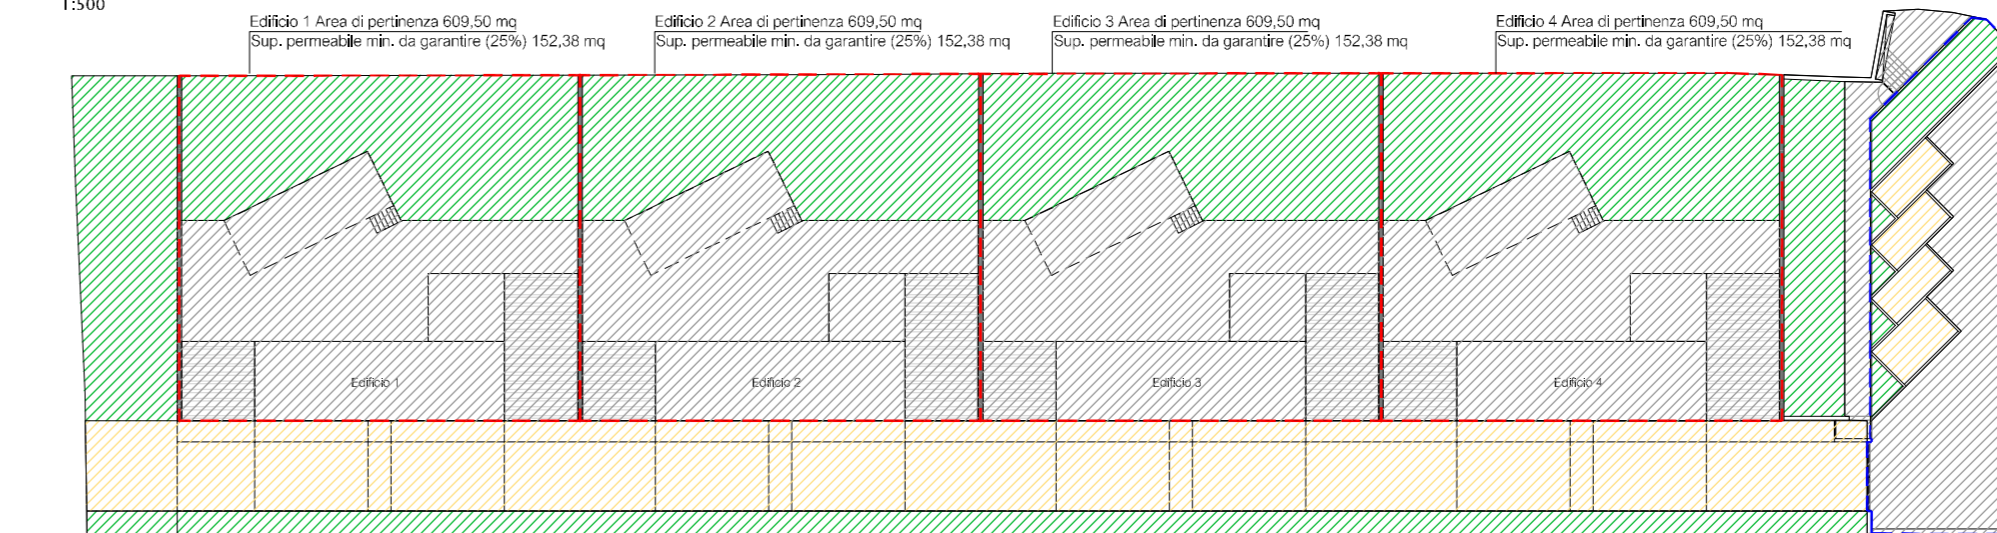 1:500
Edificio 1 Area di pertinenza 609,50 mq
Sup. permeabile min. da garantire (25%) 152,38 mq
Edificio 2 Area di pertinenza 609,50 mq
Sup. permeabile min. da garantire (25%) 152,38 mq
Edificio 3 Area di pertinenza 609,50 mq
Sup. permeabile min. da garantire (25%) 152,38 mq
Edificio 4 Area di pertinenza 609,50 mq
Sup. permeabile min. da garantire (25%) 152,38 mq
Edificio 1
Edificio 2
Edificio 3
Edificio 4